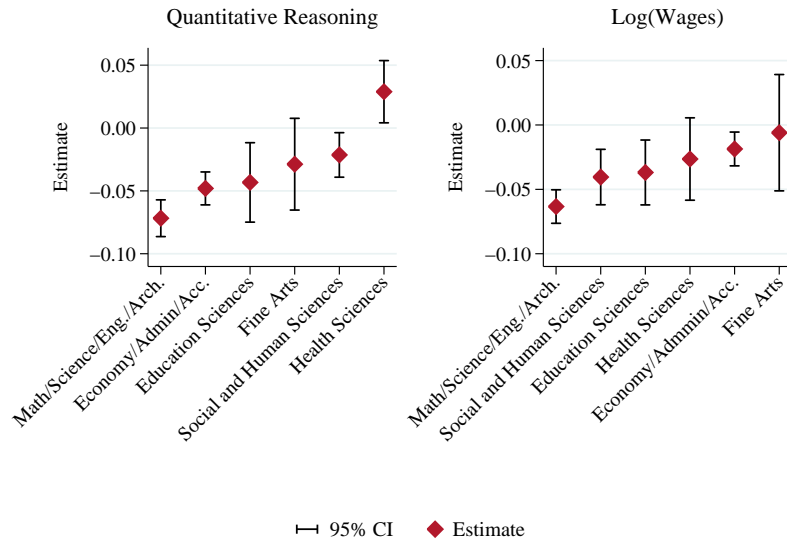 Quantitative Reasoning
Estimate
0.05
0.00
−0.05
−0.10
Math/Science/Eng./Arch.
Economy/Admin/Acc.
Education Sciences
Fine Arts
Social and Human Sciences
Health Sciences
Log(Wages)
Estimate
0.05
0.00
−0.05
−0.10
Math/Science/Eng./Arch.
Social and Human Sciences
Education Sciences
Health Sciences
Economy/Admmin/Acc.
Fine Arts
95% CI
Estimate